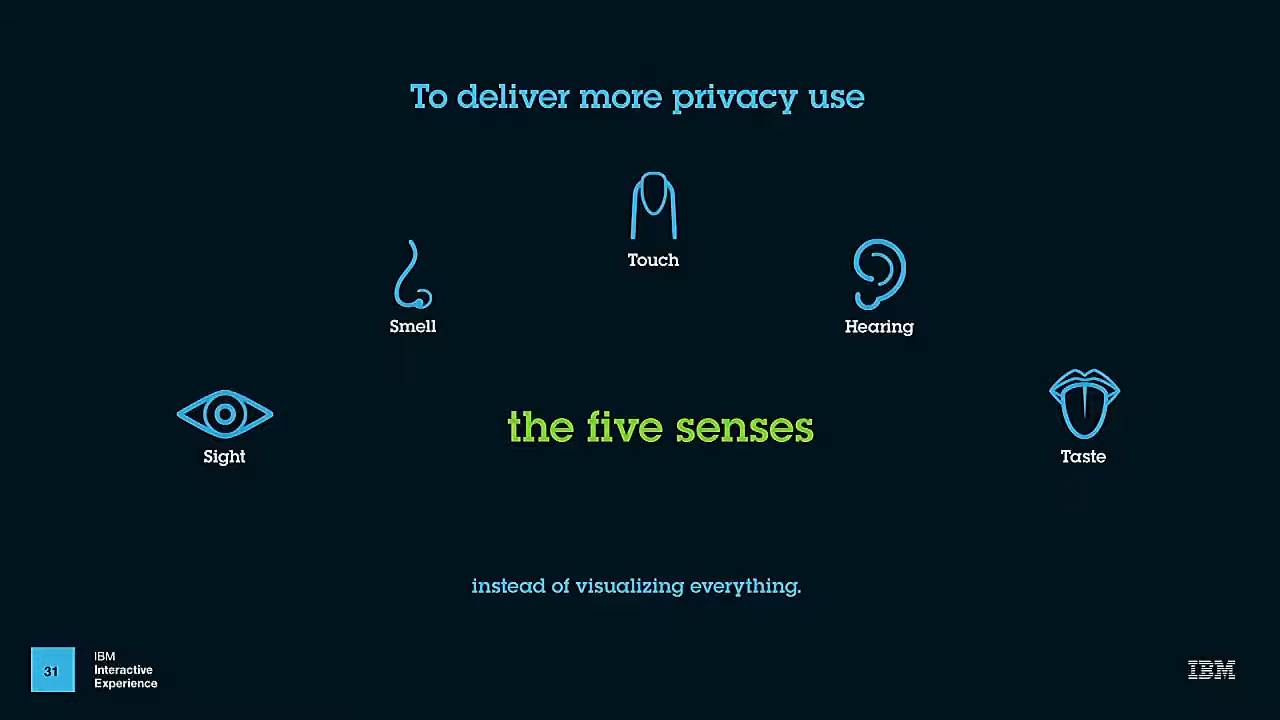 To deliver more privacy use
Touch
Smell
Hearing
Sight
the five senses
Taste
instead of visualizing everything.
31
IBM
Interactive
Experience
IBM